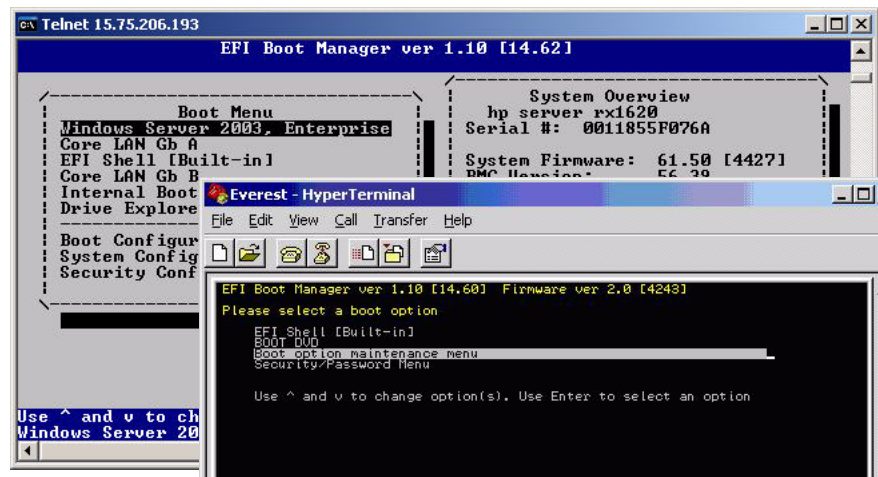 Telnet 15.75.206.193
EFI Boot Manager ver 1.10 [14.62]
Boot Menu
Windows Server 2003, Enterprise
Core LAN Gb A
EFI Shell [Built-in]
Core LAN Gb B
Internal Boot
Drive Explore
Boot Configur
System Config
Security Conf
System Overview
hp server rx1620
Serial #: 0011855F076A
System Firmware: 61.50 [4427]
BMC Version: 56.39
Use ^ and v to ch
Windows Server 20
Everest - HyperTerminal
File Edit View Call Transfer Help
EFI Boot Manager ver 1.10 [14.60] Firmware ver 2.0 [4243]
Please select a boot option
EFI Shell [Built-in]
BOOT DVD
Boot option maintenance menu
Security/Password Menu
Use ^ and v to change option(s). Use Enter to select an option